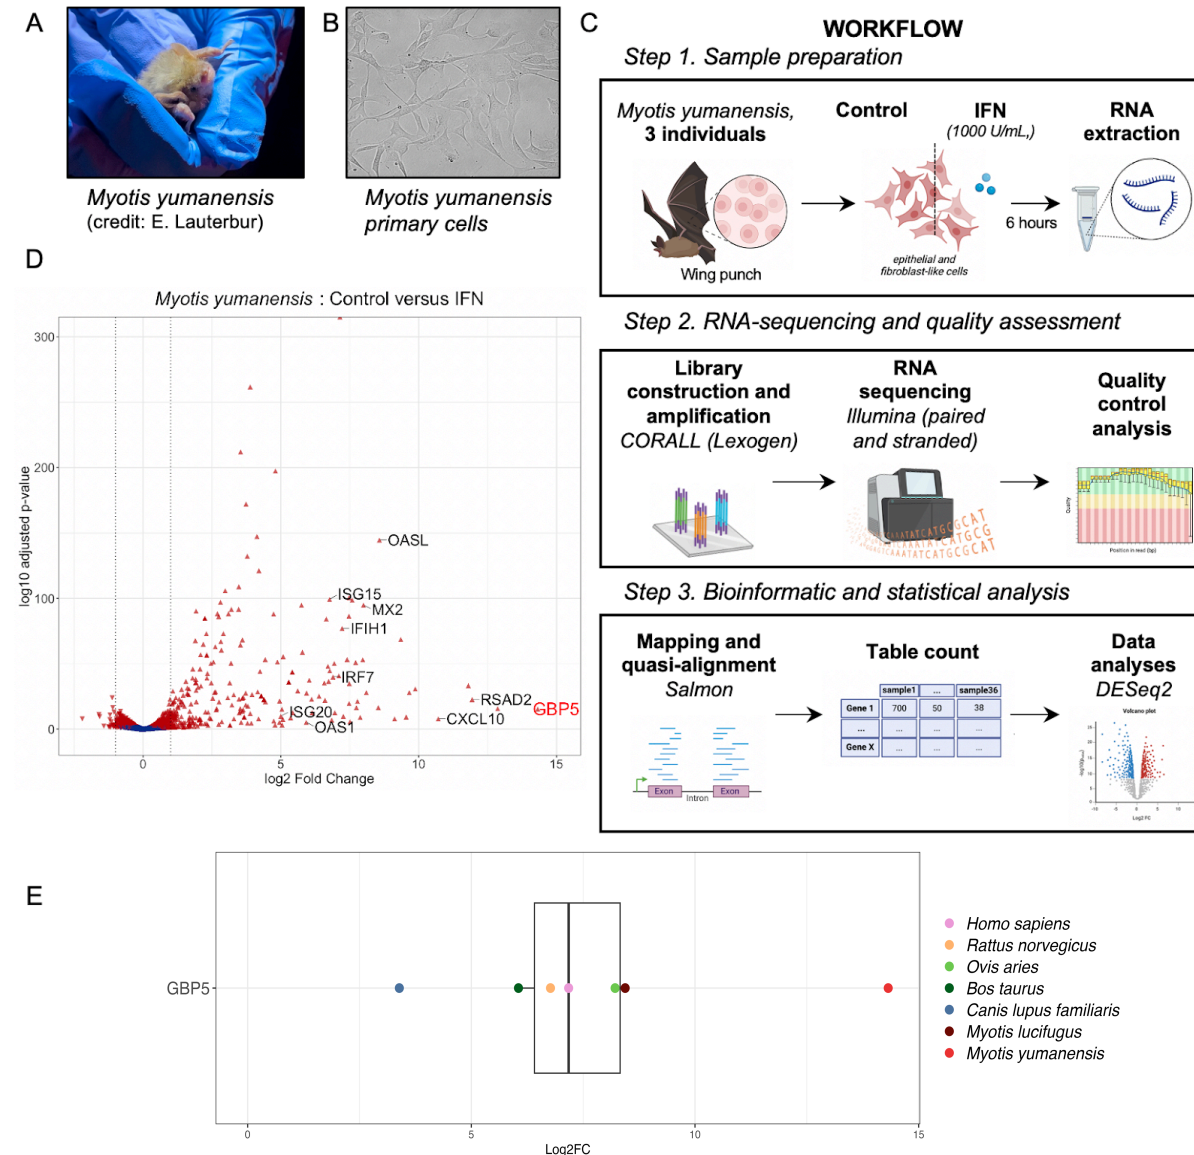 A
Myotis yumanensis
(credit: E. Lauterbur)
B
Myotis yumanensis
primary cells
C
WORKFLOW
Step 1. Sample preparation
Myotis yumanensis,
3 individuals
Wing punch
Control
IFN
(1000 U/mL,)
epithelial and
fibroblast-like cells
6 hours
RNA
extraction
Step 2. RNA-sequencing and quality assessment
Library
construction and
amplification
CORALL (Lexogen)
RNA
sequencing
Illumina (paired
and stranded)
Quality
control
analysis
Quality
Position in read (bp)
Step 3. Bioinformatic and statistical analysis
Mapping and
quasi-alignment
Salmon
Exon
Intron
Exon
Table count
sample1 ... sample36
Gene 1 700 50 38
... ... ... ...
Gene X ... ... ...
Data
analyses
DESeq2
Volcano plot
Log2 FC
D
Myotis yumanensis : Control versus IFN
log10 adjusted p-value
300
200
100
0
OASL
ISG15
MX2
IFIH1
IRF7
RSAD2
GBP5
ISG20
CXCL10
OAS1
0 5 10 15
log2 Fold Change
E
GBP5
0 5 10 15
Log2FC
Homo sapiens
Rattus norvegicus
Ovis aries
Bos taurus
Canis lupus familiaris
Myotis lucifugus
Myotis yumanensis